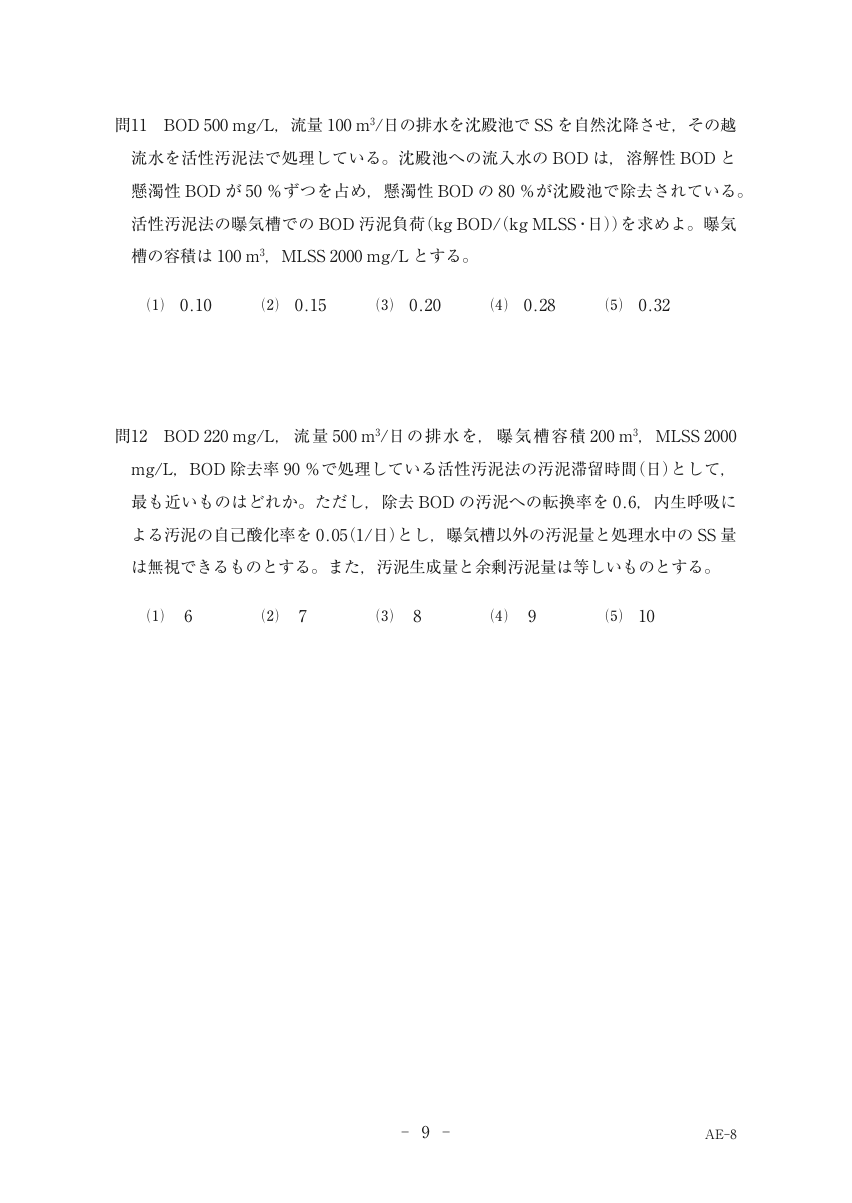 問11　BOD 500 mg/L，流量 100 m³/日の排水を沈殿池で SS を自然沈降させ，その越
流水を活性汚泥法で処理している。沈殿池への流入水の BOD は，溶解性 BOD と
懸濁性 BOD が 50 ％ずつを占め，懸濁性 BOD の 80 ％が沈殿池で除去されている。
活性汚泥法の曝気槽での BOD 汚泥負荷(kg BOD/(kg MLSS・日))を求めよ。曝気
槽の容積は 100 m³，MLSS 2000 mg/L とする。
⑴　0.10　　⑵　0.15　　⑶　0.20　　⑷　0.28　　⑸　0.32
問12　BOD 220 mg/L，流量 500 m³/日の排水を，曝気槽容積 200 m³，MLSS 2000
mg/L，BOD 除去率 90 ％で処理している活性汚泥法の汚泥滞留時間(日)として，
最も近いものはどれか。ただし，除去 BOD の汚泥への転換率を 0.6，内生呼吸に
よる汚泥の自己酸化率を 0.05(1/日)とし，曝気槽以外の汚泥量と処理水中の SS 量
は無視できるものとする。また，汚泥生成量と余剰汚泥量は等しいものとする。
⑴　6　　⑵　7　　⑶　8　　⑷　9　　⑸　10
- 9 -
AE-8